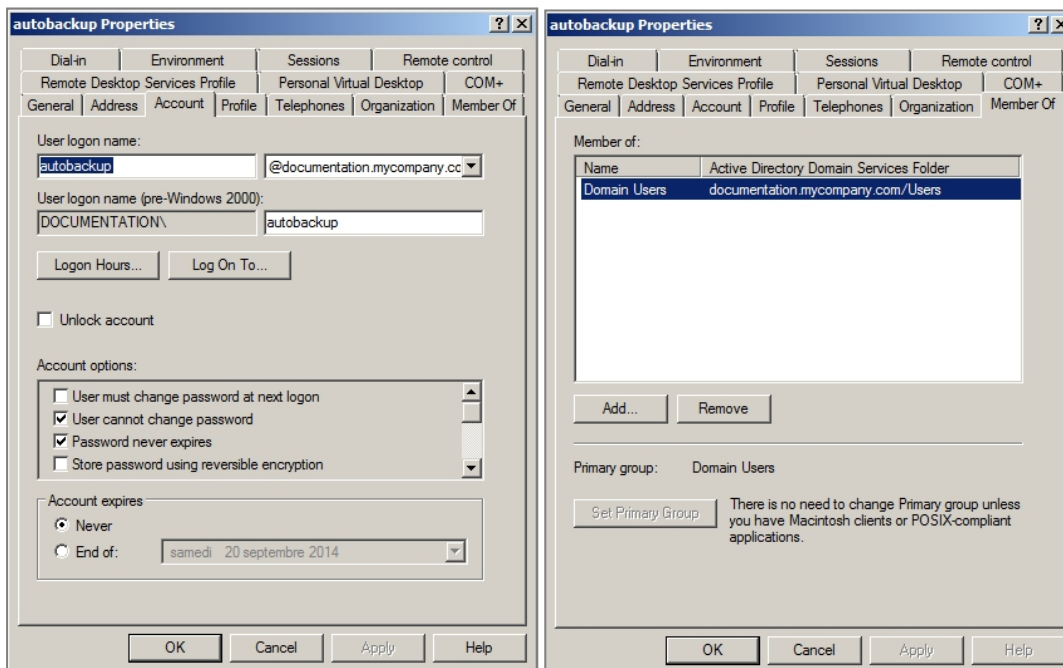 autobackup Properties
Dial-in Environment Sessions Remote control
Remote Desktop Services Profile Personal Virtual Desktop COM+
General Address Account Profile Telephones Organization Member Of
User logon name:
autobackup @documentation.mycompany.cc
User logon name (pre-Windows 2000):
DOCUMENTATION\ autobackup
Logon Hours... Log On To...
Unlock account
Account options:
User must change password at next logon
User cannot change password
Password never expires
Store password using reversible encryption
Account expires
Never
End of: samedi 20 septembre 2014
OK Cancel Apply Help
autobackup Properties
Dial-in Environment Sessions Remote control
Remote Desktop Services Profile Personal Virtual Desktop COM+
General Address Account Profile Telephones Organization Member Of
Member of:
Name Active Directory Domain Services Folder
Domain Users documentation.mycompany.com/Users
Add... Remove
Primary group: Domain Users
Set Primary Group
There is no need to change Primary group unless
you have Macintosh clients or POSIX-compliant
applications.
OK Cancel Apply Help